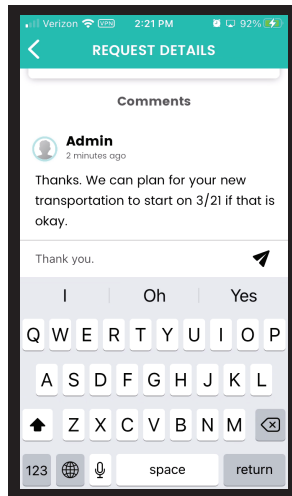 Verizon VPN 2:21 PM 92%
REQUEST DETAILS
Comments
Admin
2 minutes ago
Thanks. We can plan for your new
transportation to start on 3/21 if that is
okay.
Thank you.
I Oh Yes
Q W E R T Y U I O P
A S D F G H J K L
Z X C V B N M
123 space return